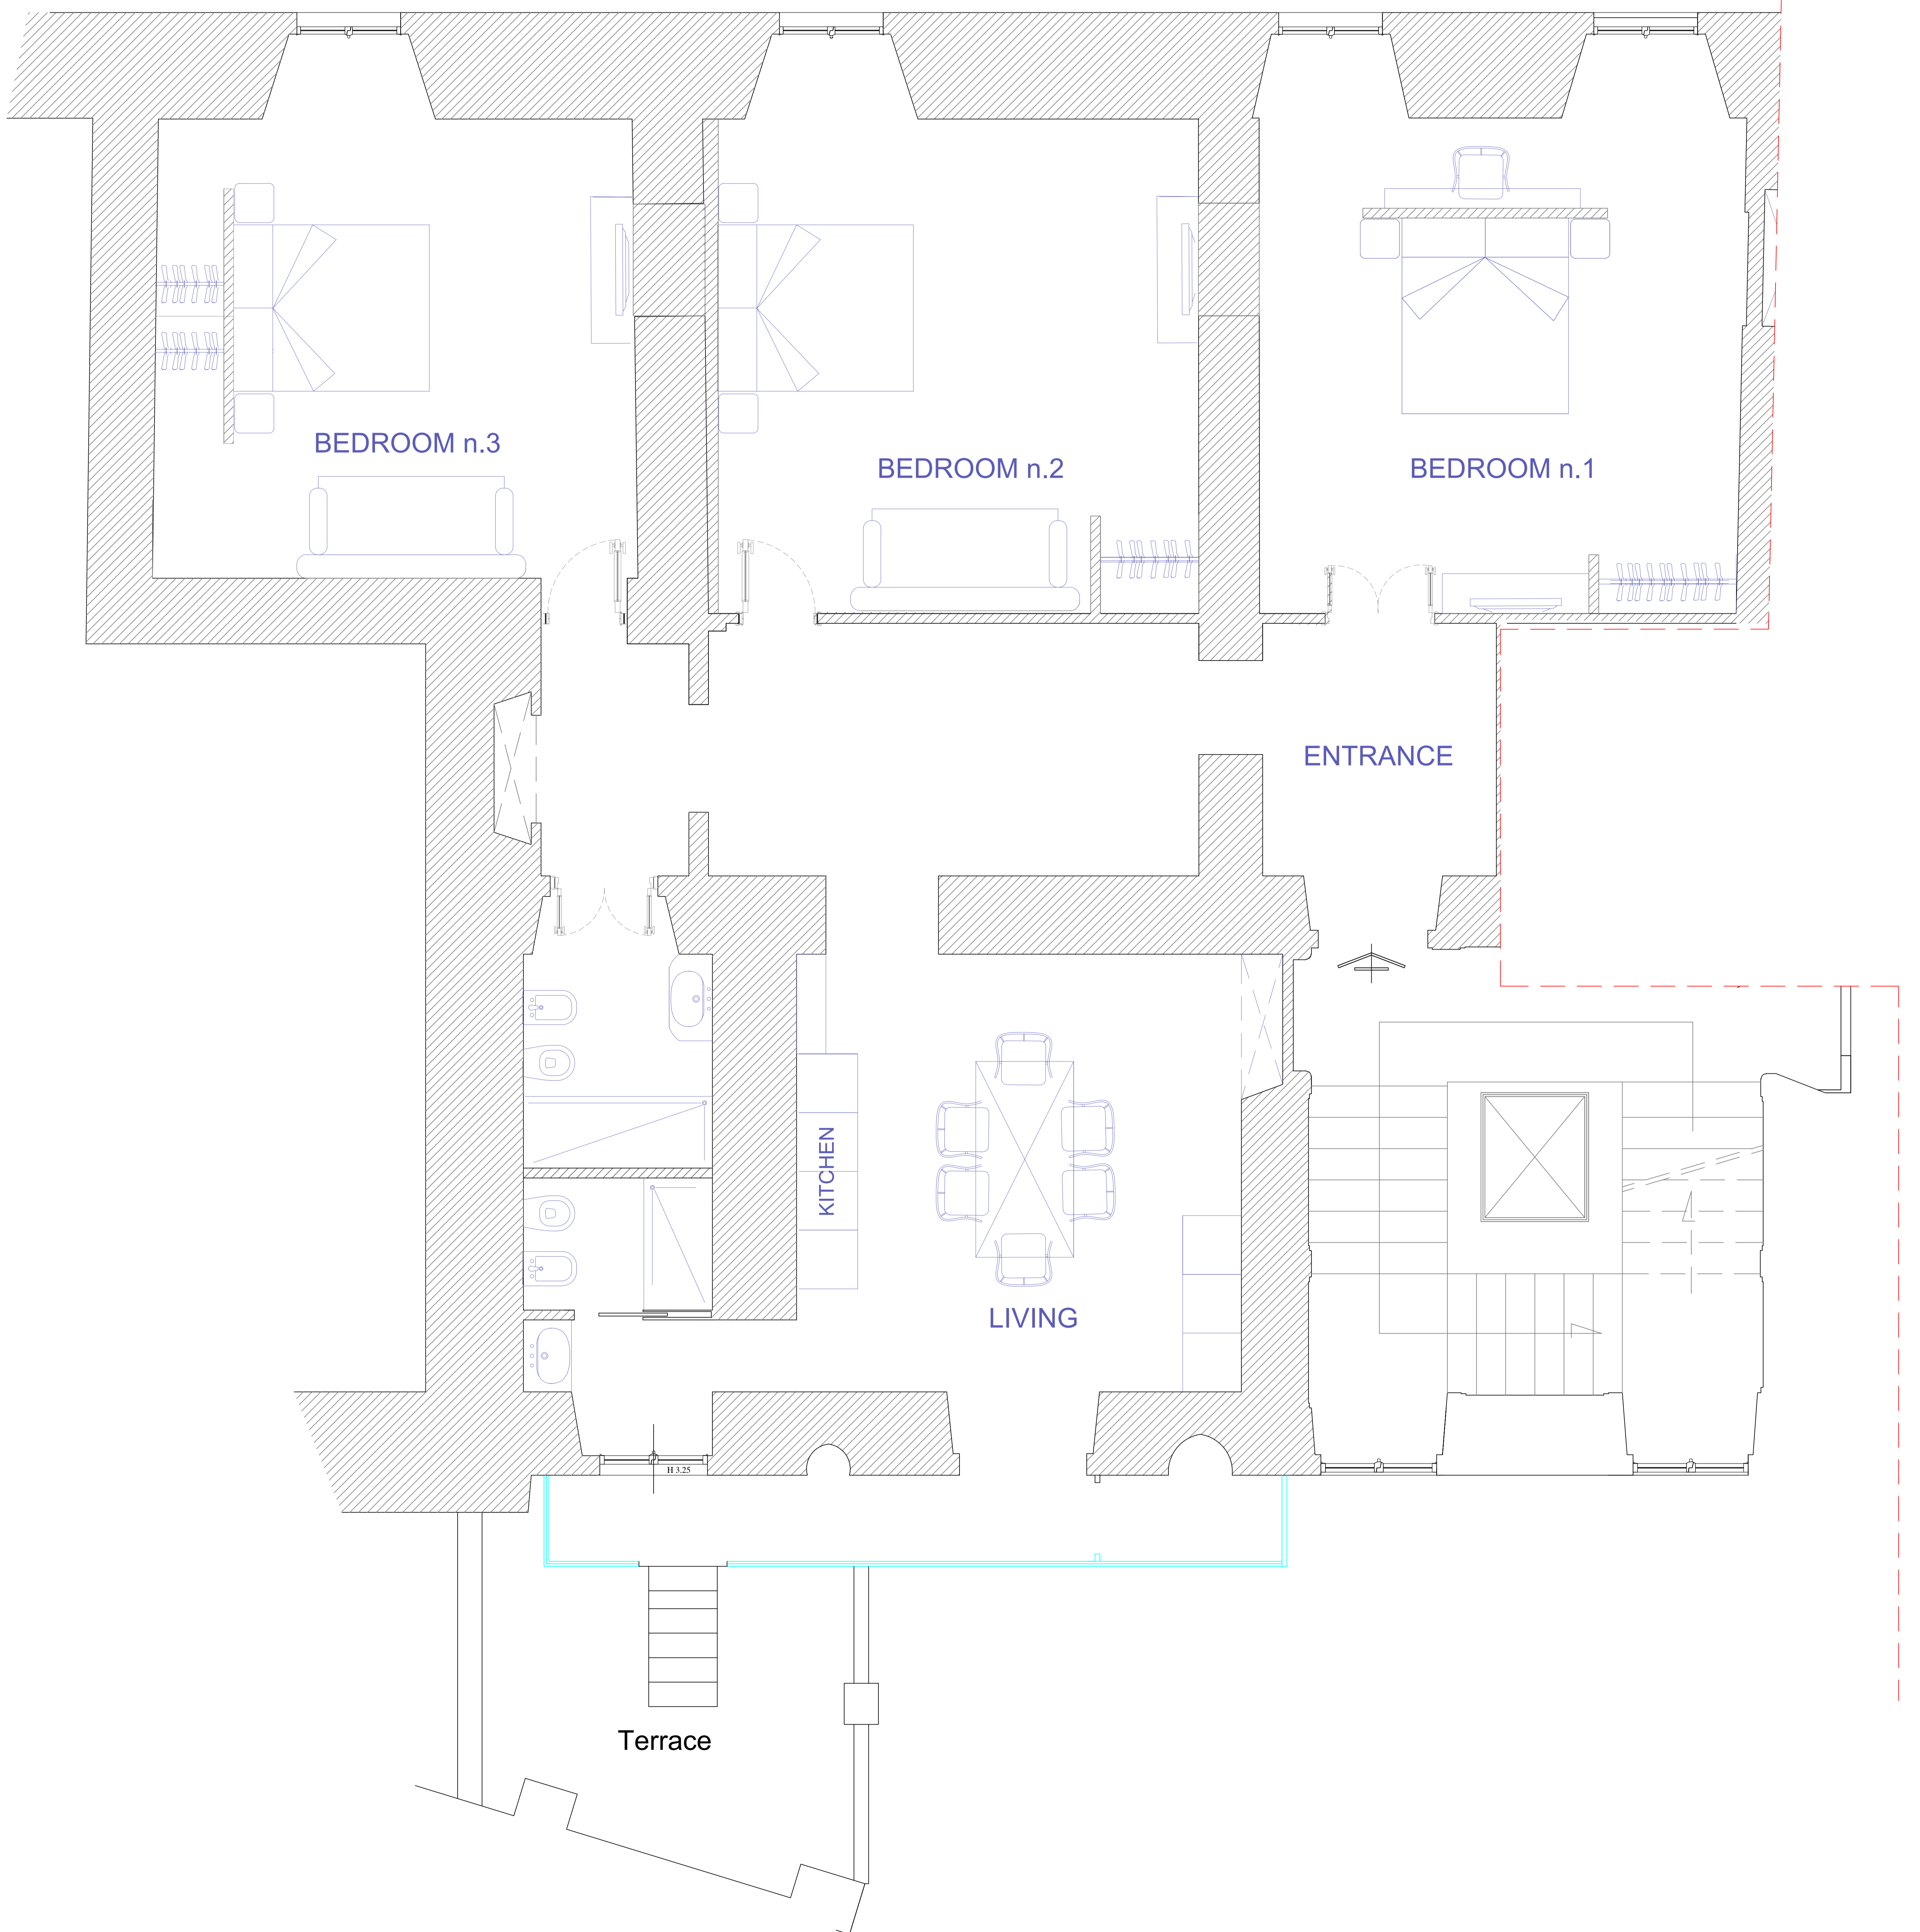 BEDROOM n.3
BEDROOM n.2
BEDROOM n.1
ENTRANCE
KITCHEN
LIVING
H 3.25
Terrace